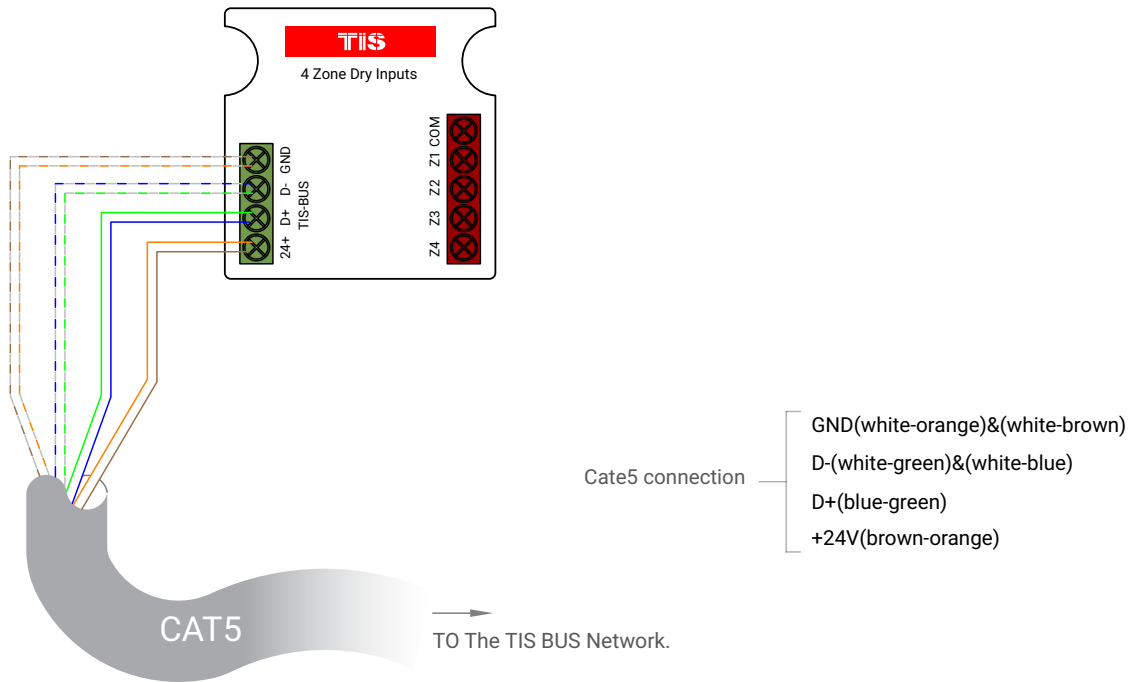 TIS
4 Zone Dry Inputs
GND
D-
D+
24+
TIS-BUS
COM
Z1
Z2
Z3
Z4
Cate5 connection
GND(white-orange)&(white-brown)
D-(white-green)&(white-blue)
D+(blue-green)
+24V(brown-orange)
CAT5
TO The TIS BUS Network.